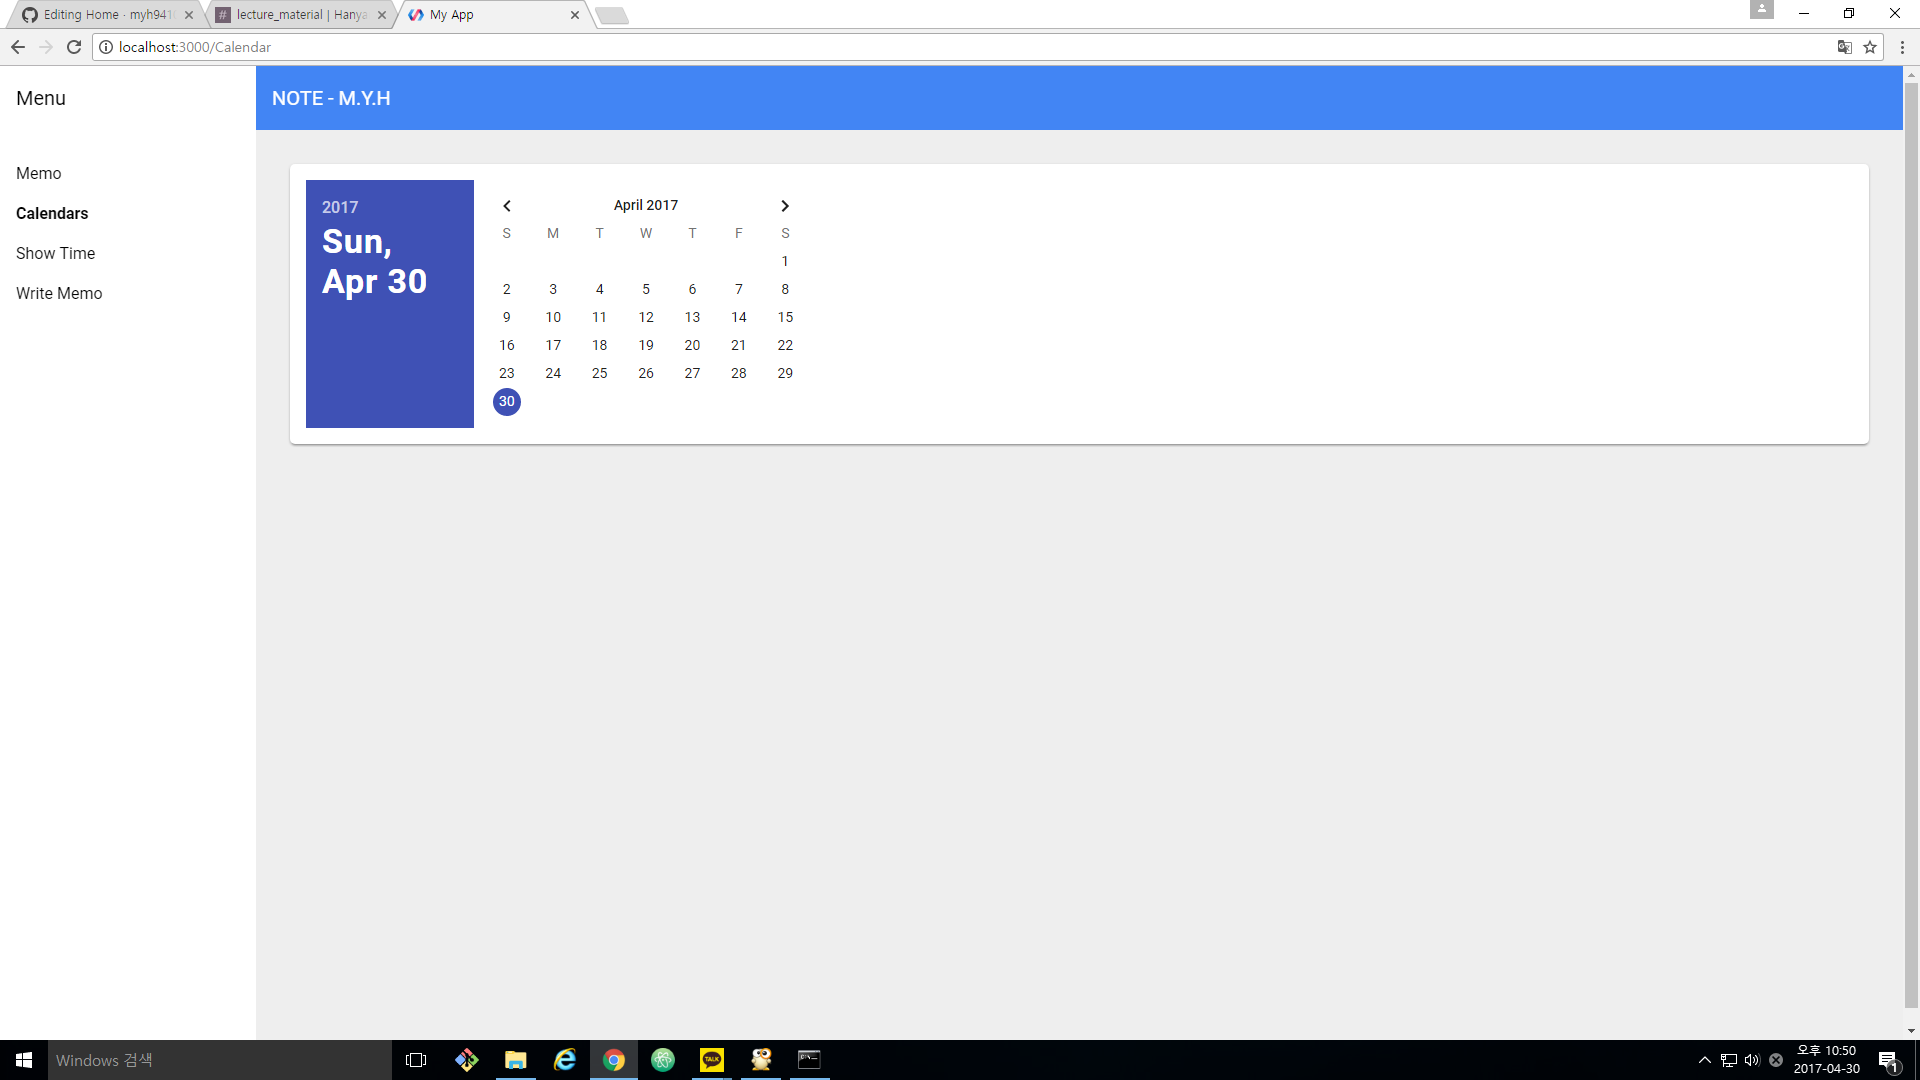 Editing Home · myh941
lecture_material | Hanya
My App
localhost:3000/Calendar
Menu
NOTE - M.Y.H
Memo
Calendars
Show Time
Write Memo
2017
Sun,
Apr 30
April 2017
S M T W T F S
1
2 3 4 5 6 7 8
9 10 11 12 13 14 15
16 17 18 19 20 21 22
23 24 25 26 27 28 29
30
Windows 검색
TALK
오후 10:50
2017-04-30
1